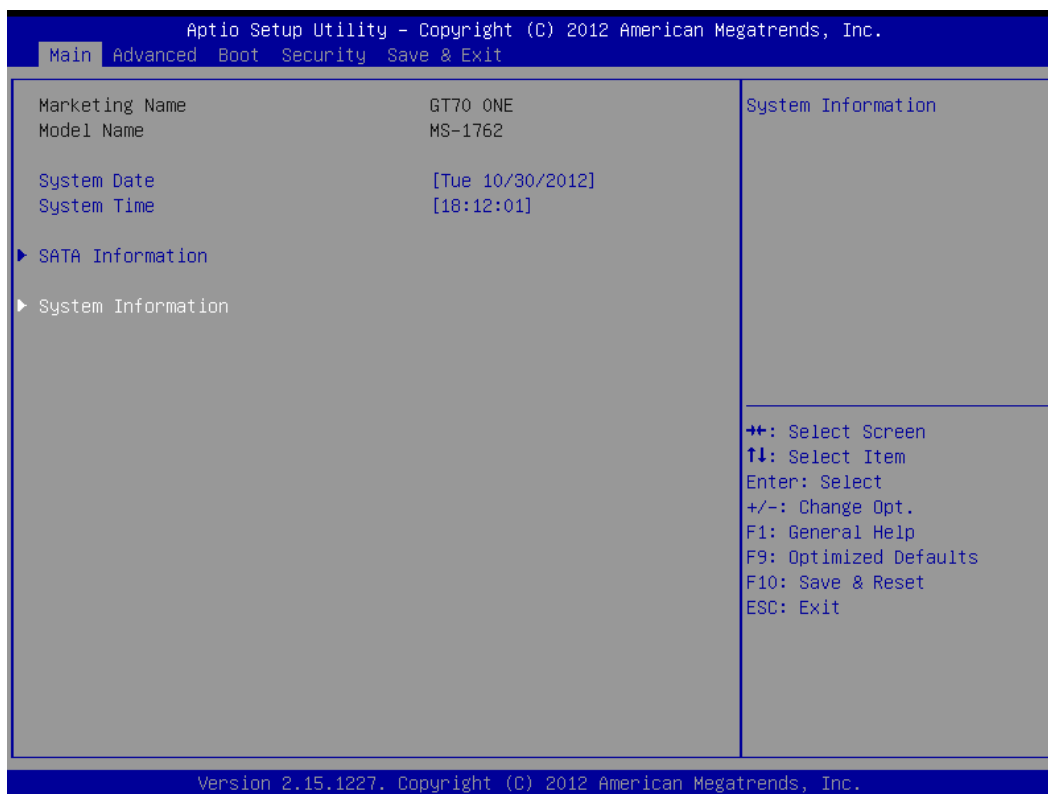 Aptio Setup Utility - Copyright (C) 2012 American Megatrends, Inc.
Main Advanced Boot Security Save & Exit
Marketing Name GT70 ONE
Model Name MS-1762
System Date [Tue 10/30/2012]
System Time [18:12:01]
SATA Information
System Information
System Information
→←: Select Screen
↑↓: Select Item
Enter: Select
+/-: Change Opt.
F1: General Help
F9: Optimized Defaults
F10: Save & Reset
ESC: Exit
Version 2.15.1227. Copyright (C) 2012 American Megatrends, Inc.